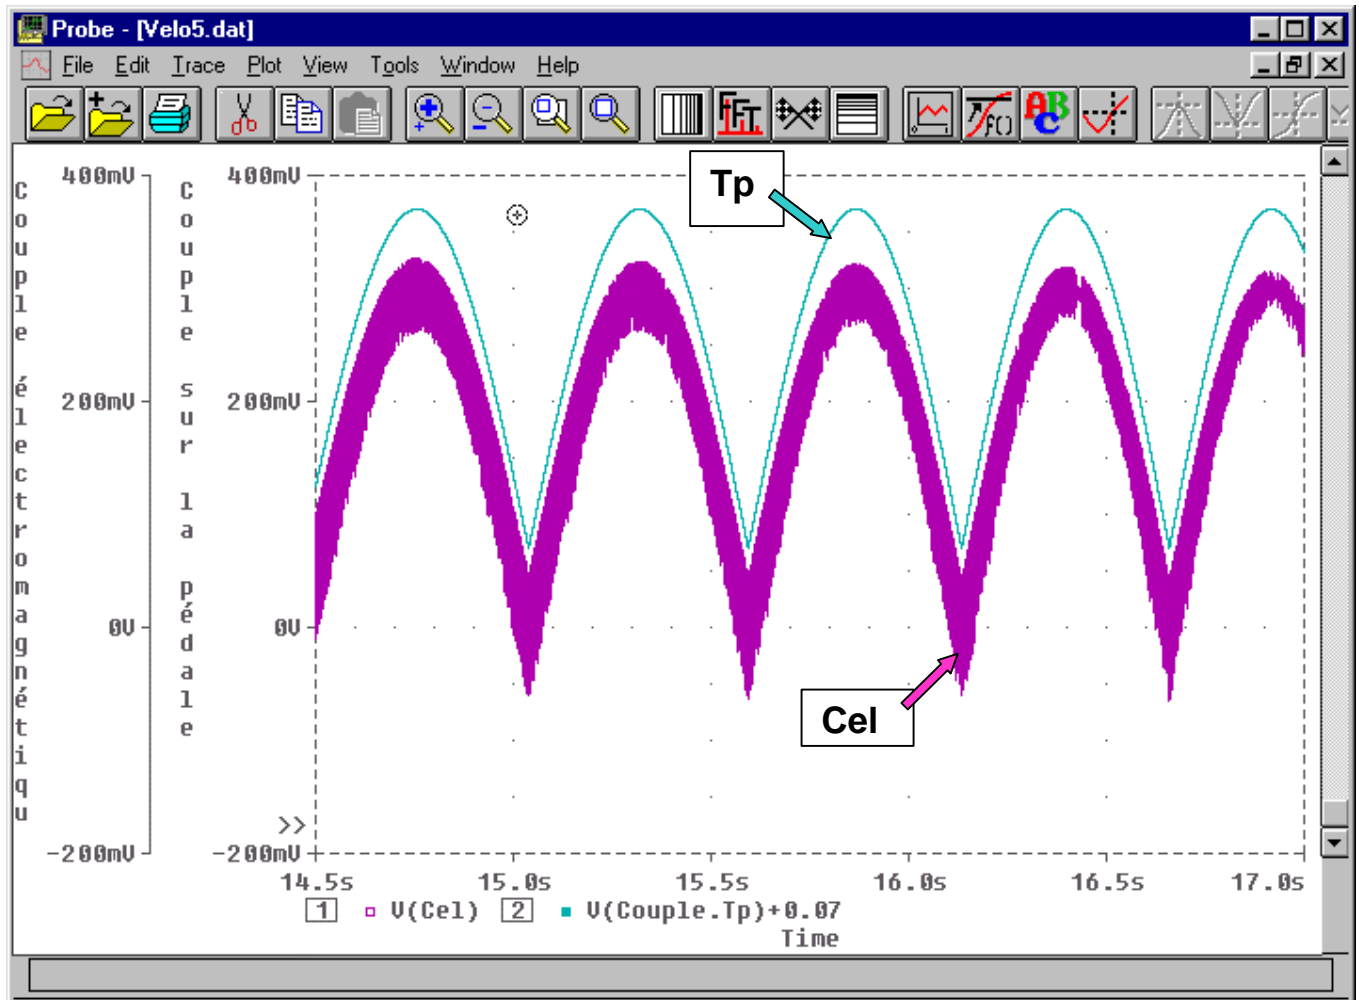 Probe - [Velo5.dat]
File Edit Trace Plot View Tools Window Help
FFT f() ABC
400mV 400mV
200mV 200mV
0V 0V
-200mV -200mV
Couple électromagnétiqu
Couple sur la pédale
Tp
Cel
>>
14.5s 15.0s 15.5s 16.0s 16.5s 17.0s
1 V(Cel) 2 V(Couple.Tp)+0.07
Time